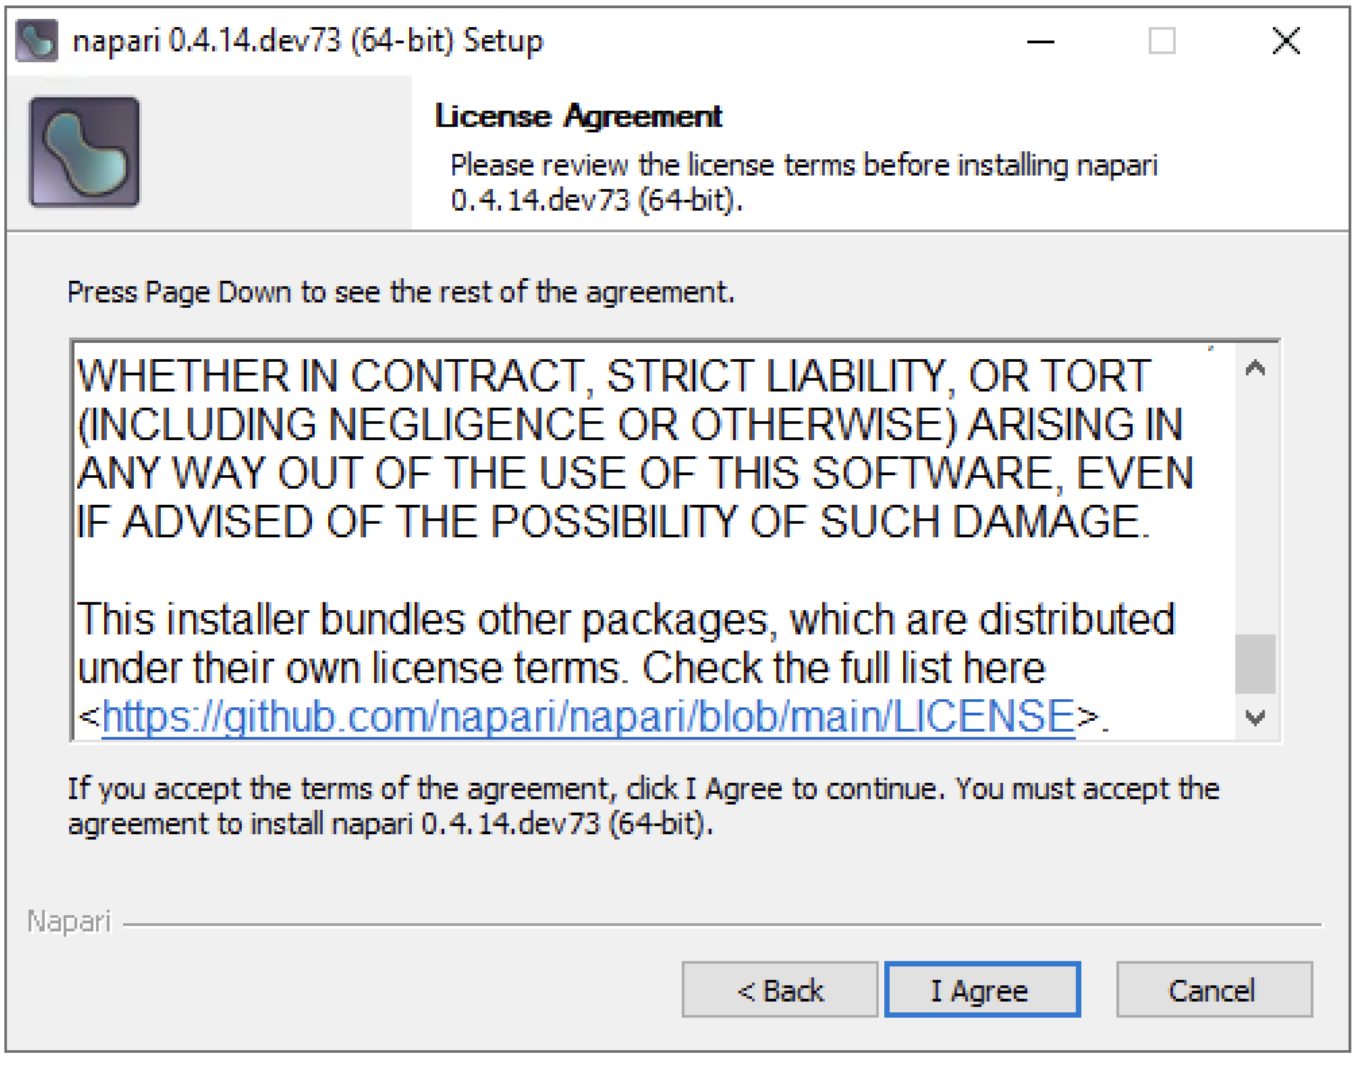 napari 0.4.14.dev73 (64-bit) Setup
License Agreement
Please review the license terms before installing napari
0.4.14.dev73 (64-bit).
Press Page Down to see the rest of the agreement.
WHETHER IN CONTRACT, STRICT LIABILITY, OR TORT
(INCLUDING NEGLIGENCE OR OTHERWISE) ARISING IN
ANY WAY OUT OF THE USE OF THIS SOFTWARE, EVEN
IF ADVISED OF THE POSSIBILITY OF SUCH DAMAGE.
This installer bundles other packages, which are distributed
under their own license terms. Check the full list here
<https://github.com/napari/napari/blob/main/LICENSE>.
If you accept the terms of the agreement, click I Agree to continue. You must accept the
agreement to install napari 0.4.14.dev73 (64-bit).
Napari
< Back
I Agree
Cancel